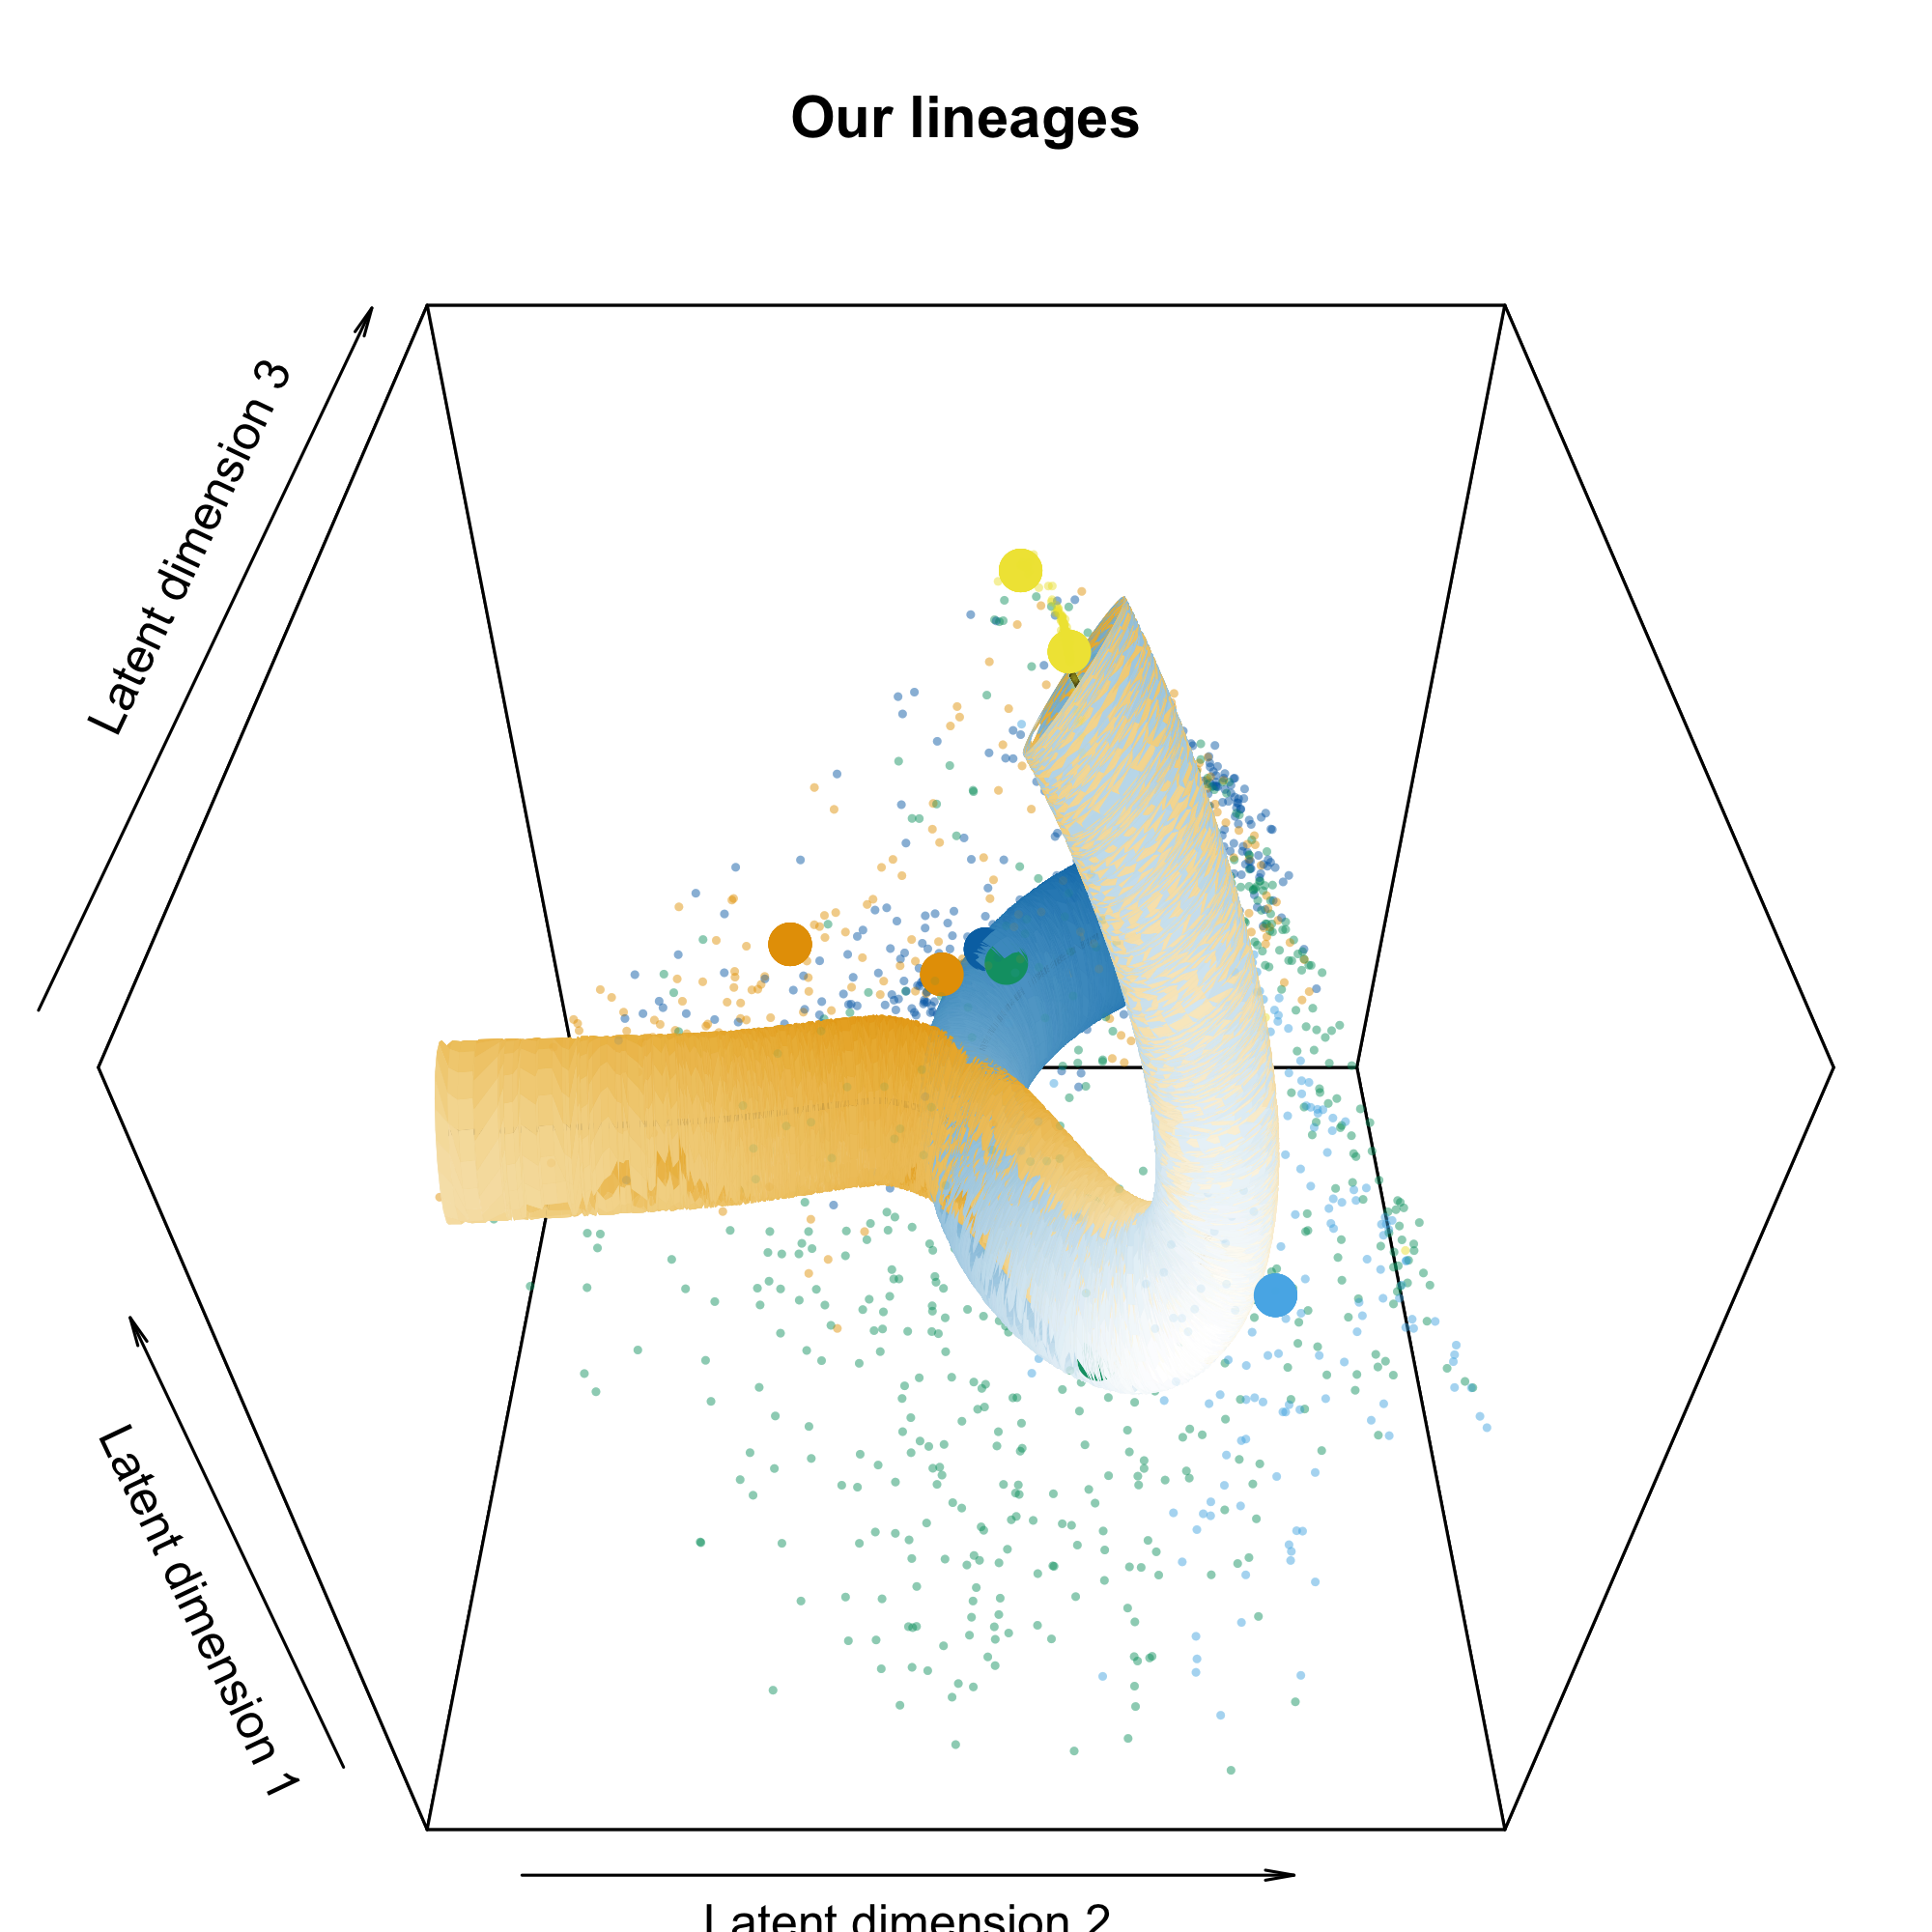 Our lineages
Latent dimension 3
Latent dimension 1
Latent dimension 2